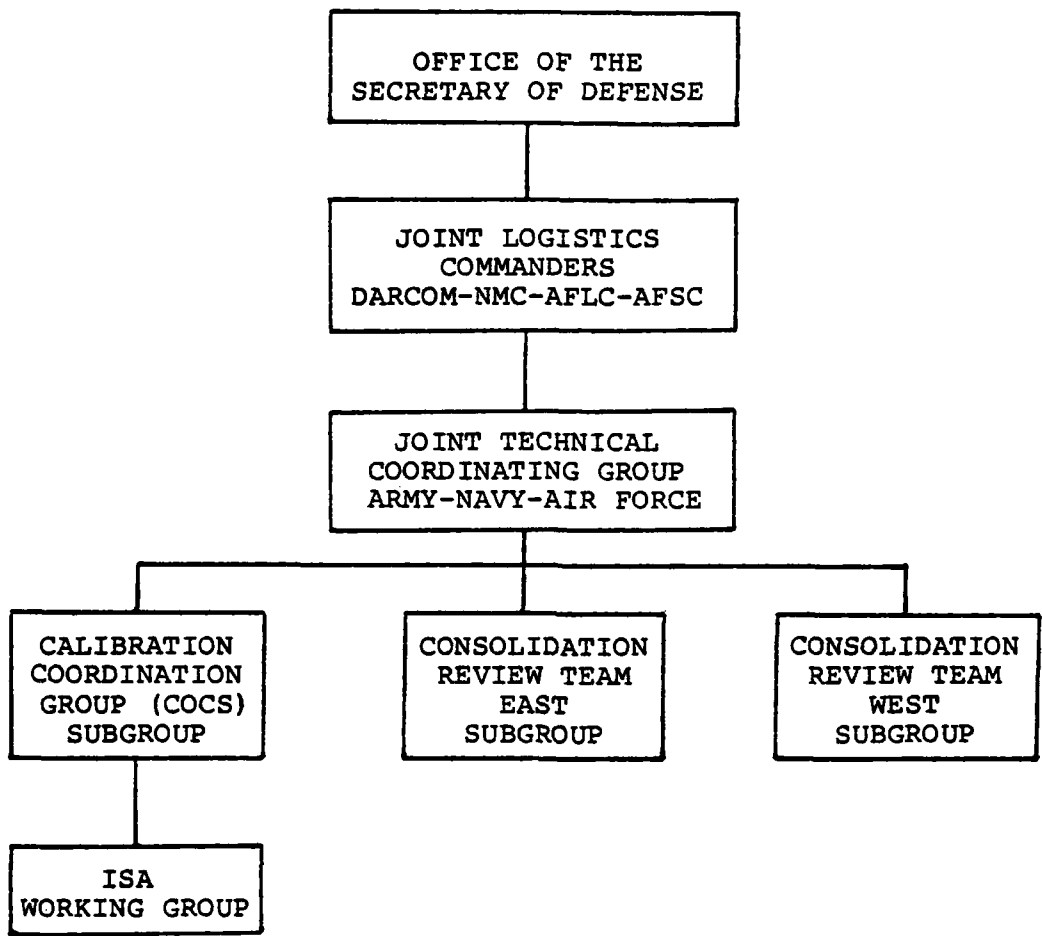 OFFICE OF THE
SECRETARY OF DEFENSE
JOINT LOGISTICS
COMMANDERS
DARCOM-NMC-AFLC-AFSC
JOINT TECHNICAL
COORDINATING GROUP
ARMY-NAVY-AIR FORCE
CALIBRATION
COORDINATION
GROUP (COCS)
SUBGROUP
CONSOLIDATION
REVIEW TEAM
EAST
SUBGROUP
CONSOLIDATION
REVIEW TEAM
WEST
SUBGROUP
ISA
WORKING GROUP